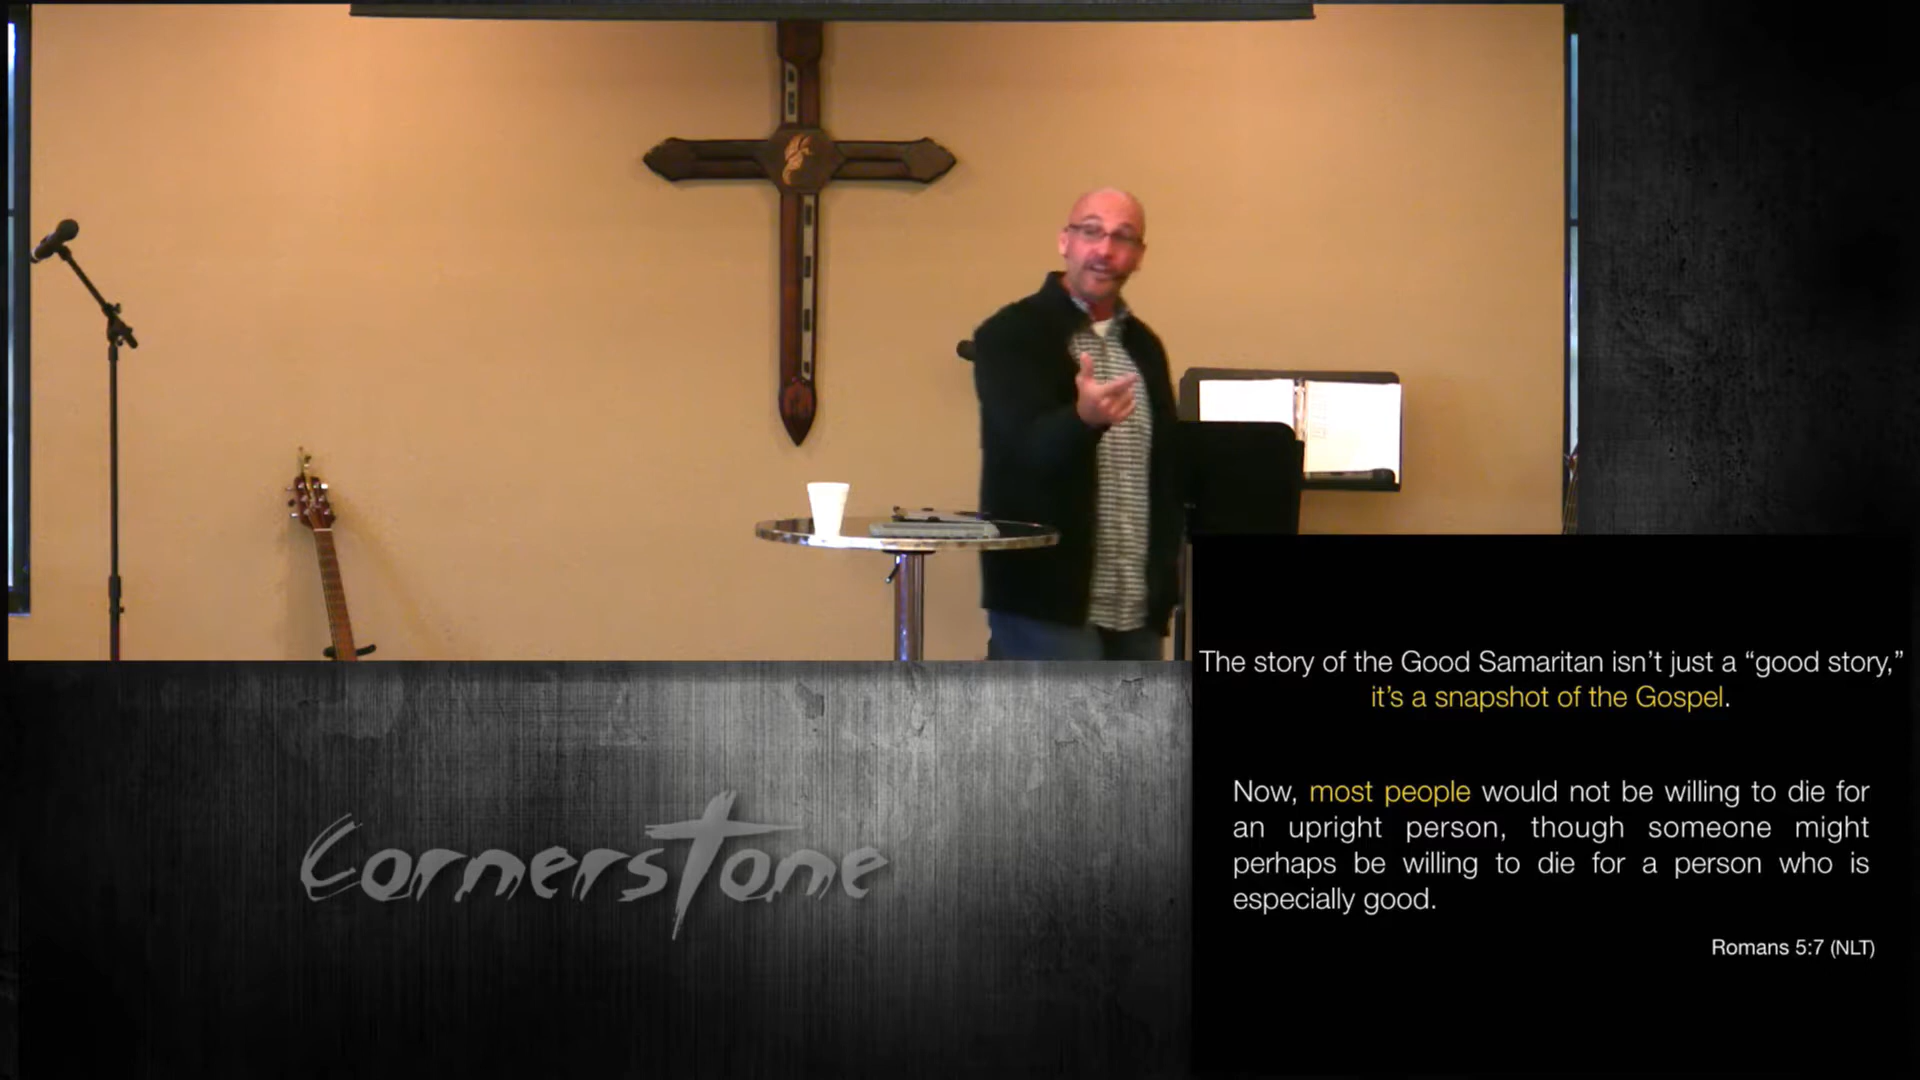 The story of the Good Samaritan isn’t just a “good story,”
it’s a snapshot of the Gospel.
Now, most people would not be willing to die for
an upright person, though someone might
perhaps be willing to die for a person who is
especially good.
Romans 5:7 (NLT)
Cornerstone